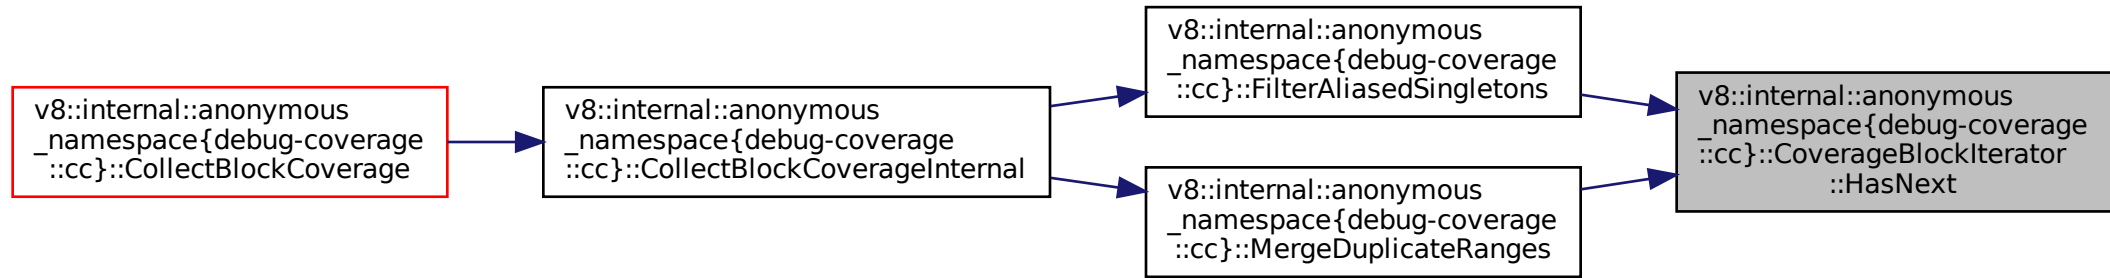 v8::internal::anonymous
_namespace{debug-coverage
::cc}::CollectBlockCoverage
v8::internal::anonymous
_namespace{debug-coverage
::cc}::CollectBlockCoverageInternal
v8::internal::anonymous
_namespace{debug-coverage
::cc}::FilterAliasedSingletons
v8::internal::anonymous
_namespace{debug-coverage
::cc}::MergeDuplicateRanges
v8::internal::anonymous
_namespace{debug-coverage
::cc}::CoverageBlockIterator
::HasNext